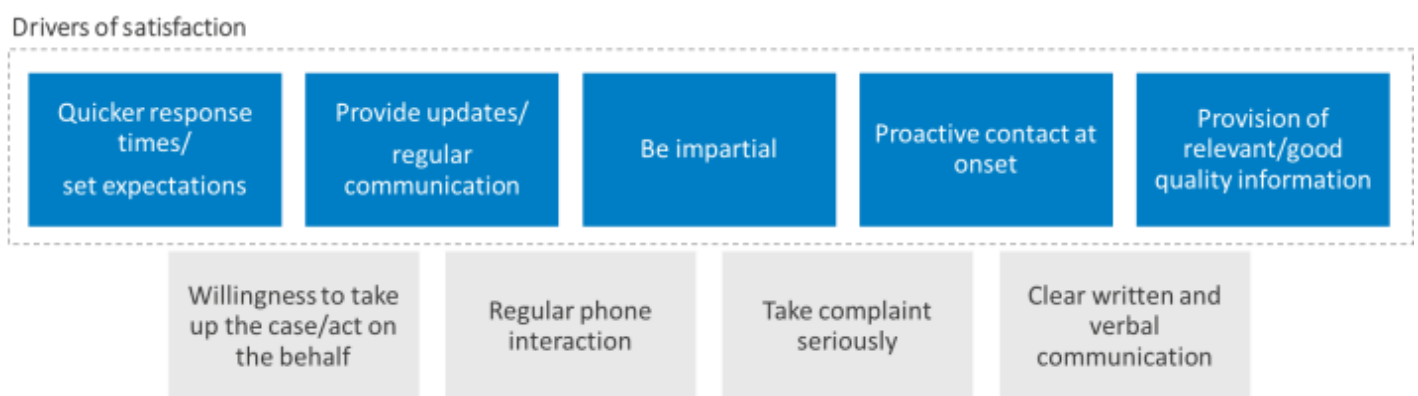 Drivers of satisfaction
Quicker response
times/
set expectations
Provide updates/
regular
communication
Be impartial
Proactive contact at
onset
Provision of
relevant/good
quality information
Willingness to take
up the case/act on
the behalf
Regular phone
interaction
Take complaint
seriously
Clear written and
verbal
communication